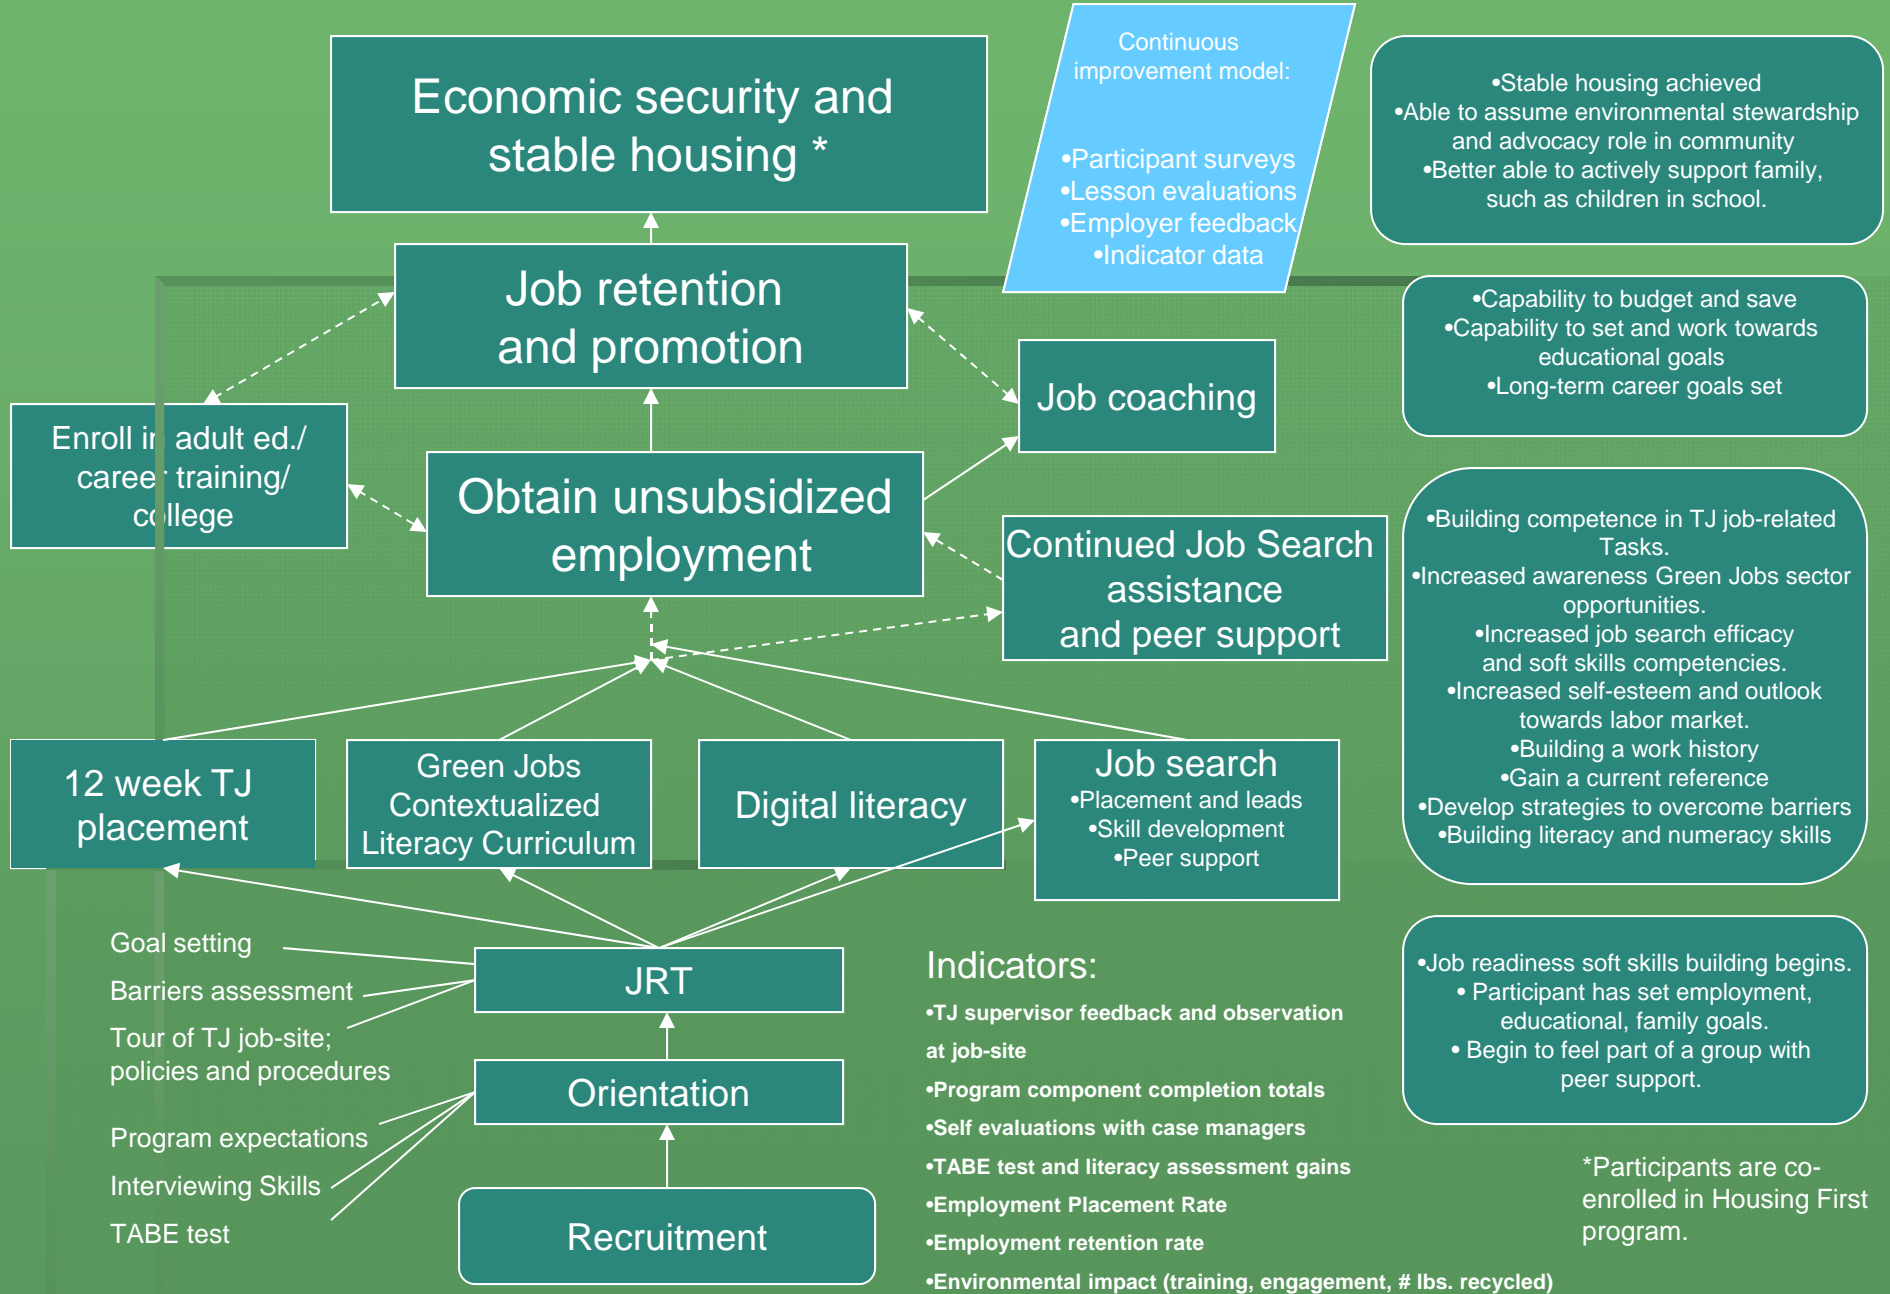 Economic security and
stable housing *
Continuous
improvement model:
•Participant surveys
•Lesson evaluations
•Employer feedback
•Indicator data
•Stable housing achieved
•Able to assume environmental stewardship
and advocacy role in community
•Better able to actively support family,
such as children in school.
Job retention
and promotion
•Capability to budget and save
•Capability to set and work towards
educational goals
•Long-term career goals set
Job coaching
Enroll in adult ed./
career training/
college
Obtain unsubsidized
employment
Continued Job Search
assistance
and peer support
•Building competence in TJ job-related
Tasks.
•Increased awareness Green Jobs sector
opportunities.
•Increased job search efficacy
and soft skills competencies.
•Increased self-esteem and outlook
towards labor market.
•Building a work history
•Gain a current reference
•Develop strategies to overcome barriers
•Building literacy and numeracy skills
12 week TJ
placement
Green Jobs
Contextualized
Literacy Curriculum
Digital literacy
Job search
•Placement and leads
•Skill development
•Peer support
Goal setting
Barriers assessment
Tour of TJ job-site;
policies and procedures
JRT
Program expectations
Interviewing Skills
TABE test
Orientation
Recruitment
Indicators:
•TJ supervisor feedback and observation
at job-site
•Program component completion totals
•Self evaluations with case managers
•TABE test and literacy assessment gains
•Employment Placement Rate
•Employment retention rate
•Environmental impact (training, engagement, # lbs. recycled)
•Job readiness soft skills building begins.
• Participant has set employment,
educational, family goals.
• Begin to feel part of a group with
peer support.
*Participants are co-
enrolled in Housing First
program.